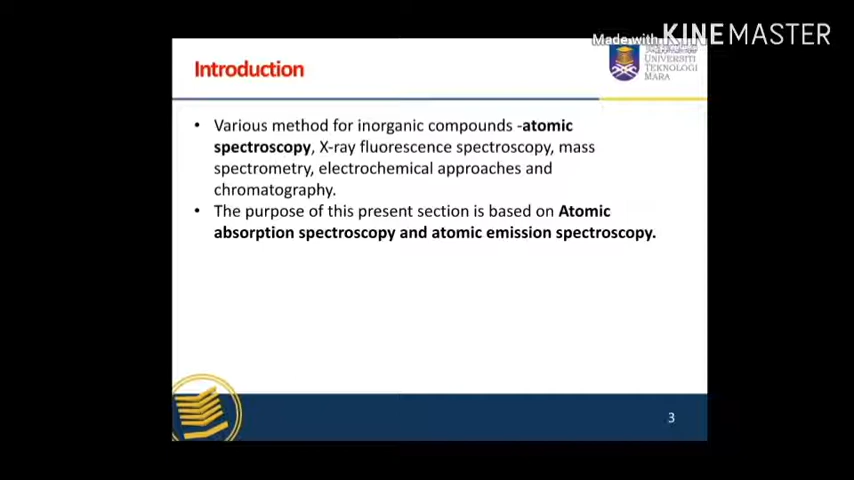 Made with KINEMASTER
Introduction
UNIVERSITI
TEKNOLOGI
MARA
• Various method for inorganic compounds -atomic
spectroscopy, X-ray fluorescence spectroscopy, mass
spectrometry, electrochemical approaches and
chromatography.
• The purpose of this present section is based on Atomic
absorption spectroscopy and atomic emission spectroscopy.
3